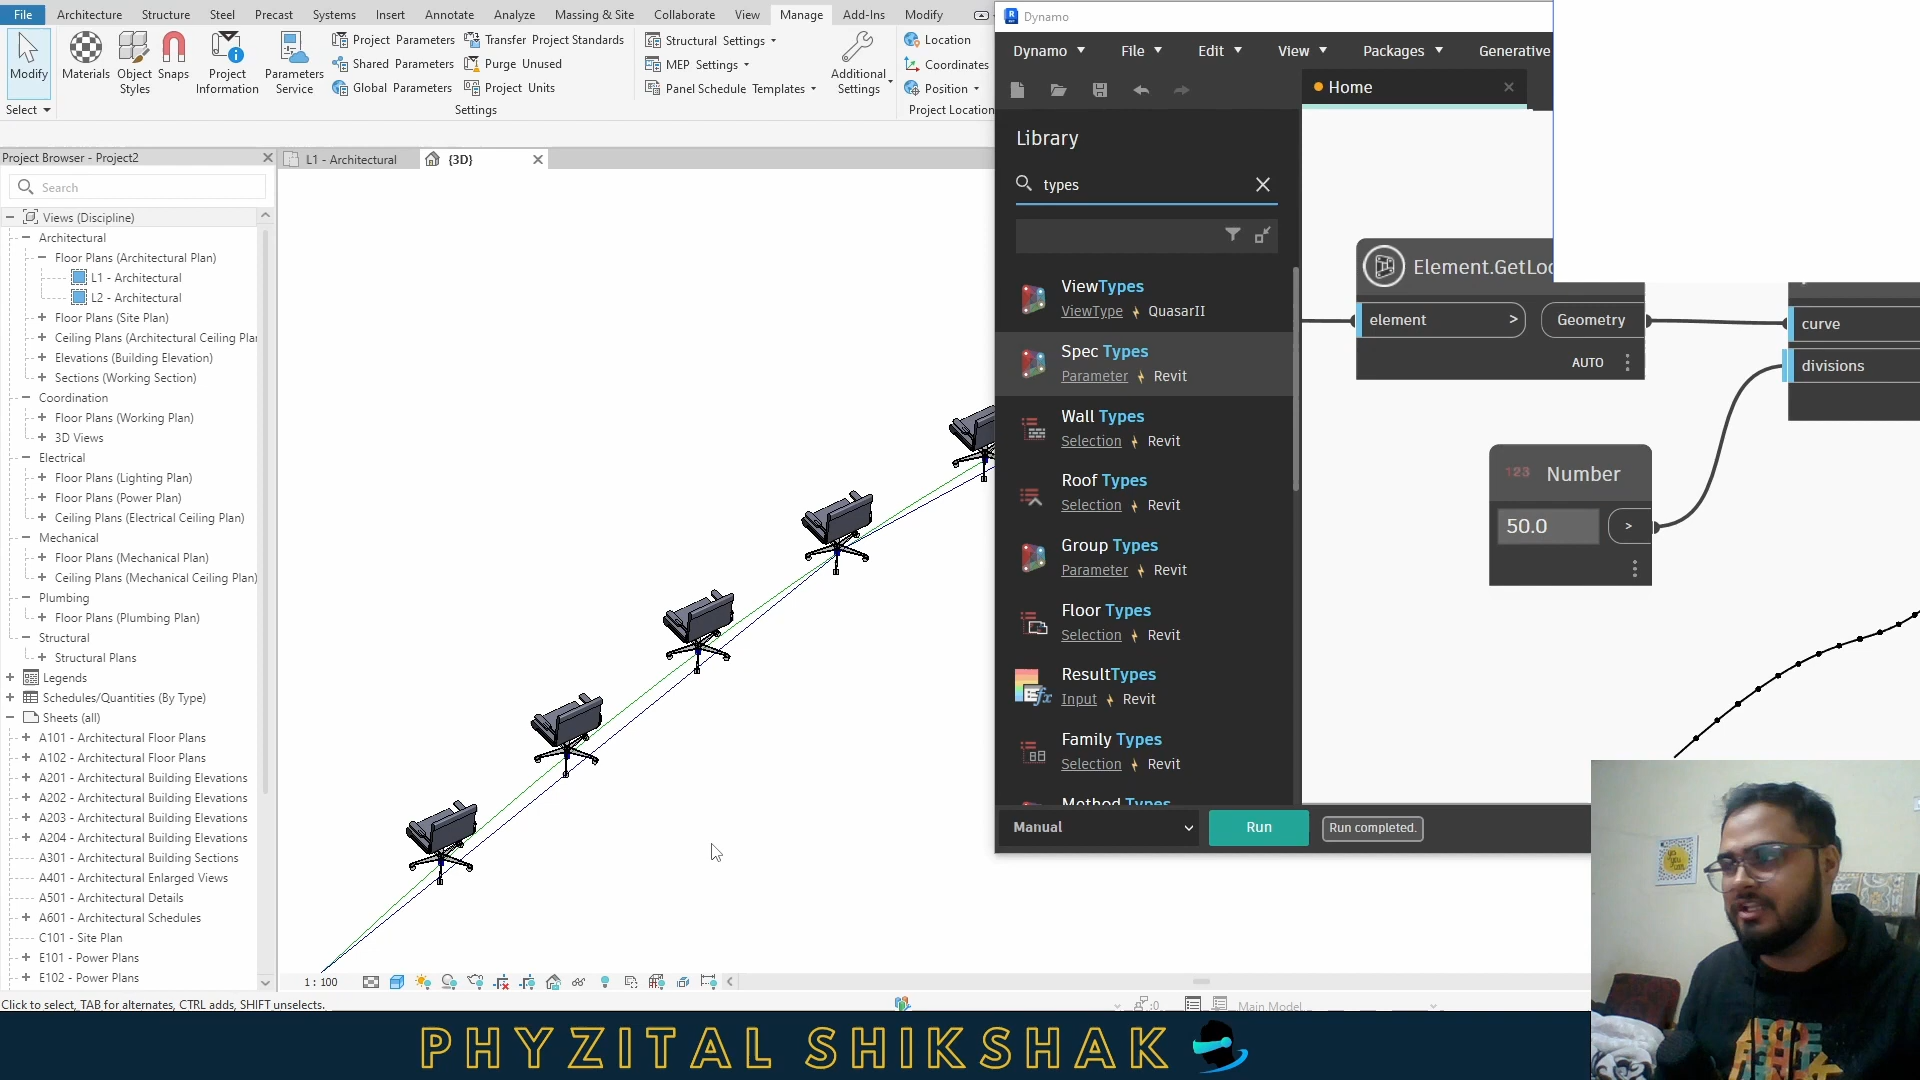 File Architecture Structure Steel Precast Systems Insert Annotate Analyze Massing & Site Collaborate View Manage Add-Ins Modify
Modify
Select
Materials
Object Styles
Snaps
Project Information
Parameters Service
Project Parameters
Shared Parameters
Global Parameters
Transfer Project Standards
Purge Unused
Project Units
Settings
Structural Settings
MEP Settings
Panel Schedule Templates
Additional Settings
Location
Coordinates
Position
Project Location
Project Browser - Project2
Search
Views (Discipline)
Architectural
Floor Plans (Architectural Plan)
L1 - Architectural
L2 - Architectural
Floor Plans (Site Plan)
Ceiling Plans (Architectural Ceiling Pla
Elevations (Building Elevation)
Sections (Working Section)
Coordination
Floor Plans (Working Plan)
3D Views
Electrical
Floor Plans (Lighting Plan)
Floor Plans (Power Plan)
Ceiling Plans (Electrical Ceiling Plan)
Mechanical
Floor Plans (Mechanical Plan)
Ceiling Plans (Mechanical Ceiling Plan)
Plumbing
Floor Plans (Plumbing Plan)
Structural
Structural Plans
Legends
Schedules/Quantities (By Type)
Sheets (all)
A101 - Architectural Floor Plans
A102 - Architectural Floor Plans
A201 - Architectural Building Elevations
A202 - Architectural Building Elevations
A203 - Architectural Building Elevations
A204 - Architectural Building Elevations
A301 - Architectural Building Sections
A401 - Architectural Enlarged Views
A501 - Architectural Details
A601 - Architectural Schedules
C101 - Site Plan
E101 - Power Plans
E102 - Power Plans
L1 - Architectural
{3D}
1 : 100
Click to select, TAB for alternates, CTRL adds, SHIFT unselects.
:0
Main Model
Dynamo
Dynamo File Edit View Packages Generative
Home
Library
types
ViewTypes
ViewType QuasarII
Spec Types
Parameter Revit
Wall Types
Selection Revit
Roof Types
Selection Revit
Group Types
Parameter Revit
Floor Types
Selection Revit
ResultTypes
Input Revit
Family Types
Selection Revit
Method Types
Manual
Run
Run completed.
Element.GetLoc
element >
Geometry
AUTO
123 Number
50.0
>
curve
divisions
PHYZITAL SHIKSHAK